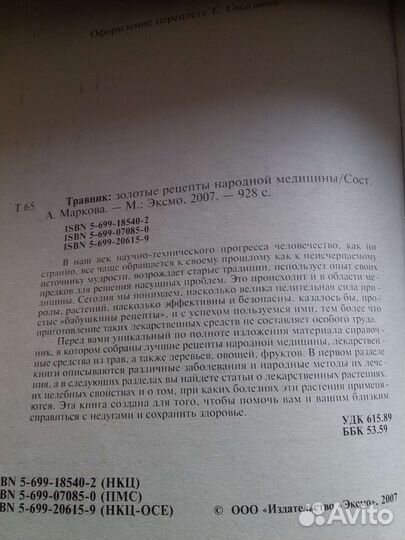 Оформление переплета Е. Соколовой
Т 65
Травник: золотые рецепты народной медицины/Сост.
А. Маркова. — М.: Эксмо, 2007. — 928 с.
ISBN 5-699-18540-2
ISBN 5-699-07085-0
ISBN 5-699-20615-9
В наш век научно-технического прогресса человечество, как ни
странно, все чаще обращается к своему прошлому как к неисчерпаемому
источнику мудрости, возрождает старые традиции, использует опыт своих
предков для решения насущных проблем. Это происходит и в области ме-
дицины. Сегодня мы понимаем, насколько велика целительная сила при-
роды, растений, насколько эффективны и безопасны, казалось бы, про-
стые «бабушкины рецепты», и с успехом пользуемся ими, тем более что
приготовление таких лекарственных средств не составляет особого труда.
Перед вами уникальный по полноте изложения материала справоч-
ник, в котором собраны лучшие рецепты народной медицины, лекарствен-
ные средства из трав, а также деревьев, овощей, фруктов. В первом разделе
книги описываются различные заболевания и народные методы их лече-
ния, а в следующих разделах вы найдете статьи о лекарственных растениях,
их целебных свойствах и о том, при каких болезнях эти растения применя-
ются. Эта книга создана для того, чтобы помочь вам и вашим близким
справиться с недугами и сохранить здоровье.
УДК 615.89
ББК 53.59
BN 5-699-18540-2 (НКЦ)
BN 5-699-07085-0 (ПМС)
BN 5-699-20615-9 (НКЦ-ОСЕ)
© ООО «Издательство «Эксмо», 2007
Avito